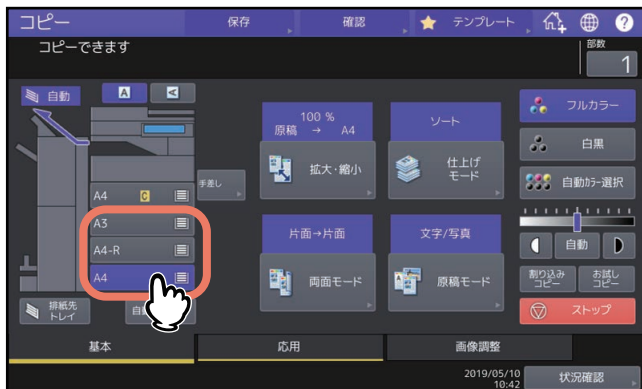 コピー
保存
確認
テンプレート
?
コピーできます
部数
1
自動
A
A
A4 C
A3
A4-R
A4
手差し
排紙先
トレイ
100 %
原稿 → A4
拡大・縮小
ソート
仕上げ
モード
片面→片面
両面モード
文字/写真
原稿モード
フルカラー
白黒
自動カラー選択
自動
割り込み
コピー
お試し
コピー
ストップ
基本
応用
画像調整
2019/05/10
10:42
状況確認